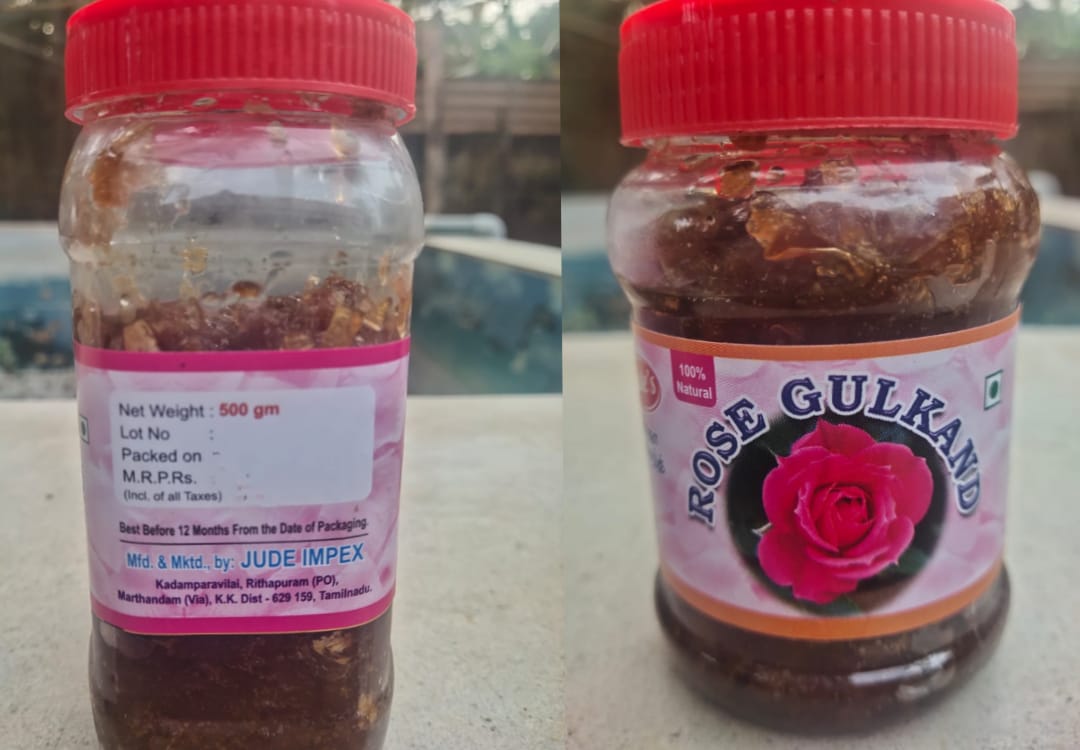 Net Weight : 500 gm
Lot No :
Packed on
M.R.P.Rs.
(Incl. of all Taxes)
Best Before 12 Months From the Date of Packaging.
Mfd. & Mktd., by: JUDE IMPEX
Kadamparavilai, Rithapuram (PO),
Marthandam (Via), K.K. Dist - 629 159, Tamilnadu.
100%
Natural
ROSE GULKAND